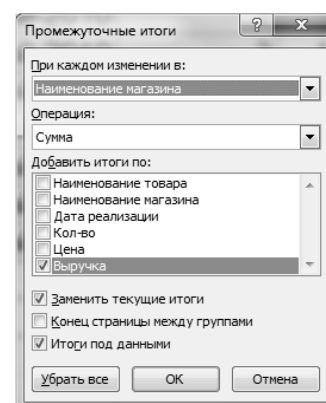 Промежуточные итоги
При каждом изменении в:
Наименование магазина
Операция:
Сумма
Добавить итоги по:
Наименование товара
Наименование магазина
Дата реализации
Кол-во
Цена
Выручка
Заменить текущие итоги
Конец страницы между группами
Итоги под данными
Убрать все ОК Отмена